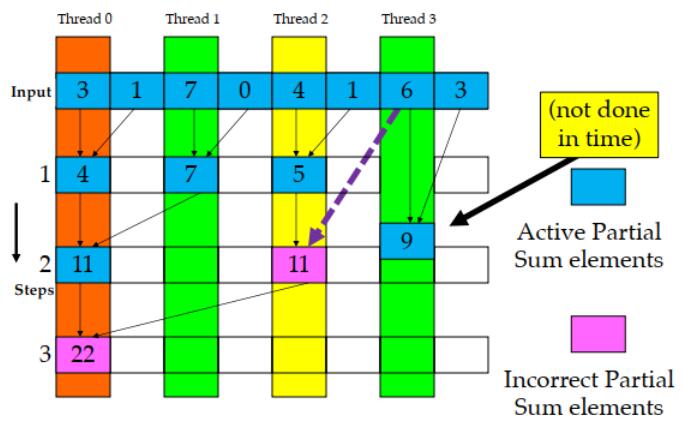 Thread 0 Thread 1 Thread 2 Thread 3
Input 3 1 7 0 4 1 6 3
(not done
in time)
1 4 7 5
9
Active Partial
Sum elements
2 11 11
Steps
3 22
Incorrect Partial
Sum elements